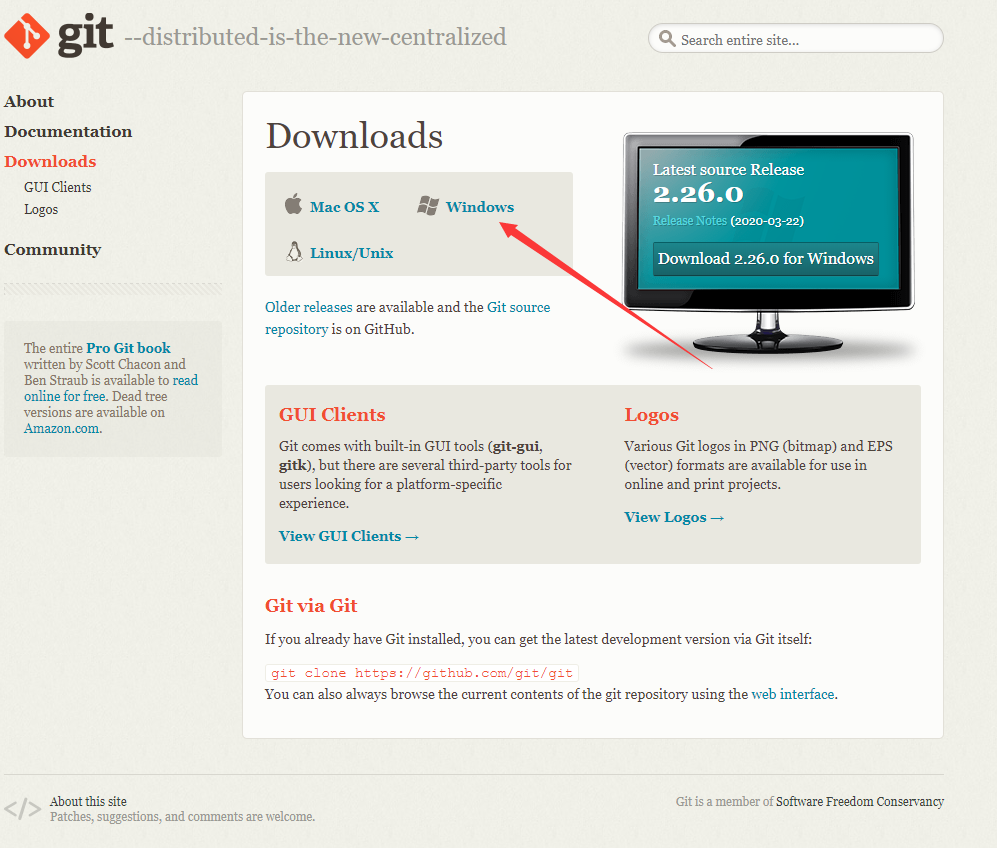 git --distributed-is-the-new-centralized
Search entire site...
About
Documentation
Downloads
GUI Clients
Logos
Community
The entire Pro Git book
written by Scott Chacon and
Ben Straub is available to read
online for free. Dead tree
versions are available on
Amazon.com.
Downloads
Mac OS X
Windows
Linux/Unix
Older releases are available and the Git source
repository is on GitHub.
Latest source Release
2.26.0
Release Notes (2020-03-22)
Download 2.26.0 for Windows
GUI Clients
Git comes with built-in GUI tools (git-gui,
gitk), but there are several third-party tools for
users looking for a platform-specific
experience.
View GUI Clients →
Logos
Various Git logos in PNG (bitmap) and EPS
(vector) formats are available for use in
online and print projects.
View Logos →
Git via Git
If you already have Git installed, you can get the latest development version via Git itself:
git clone https://github.com/git/git
You can also always browse the current contents of the git repository using the web interface.
</>
About this site
Patches, suggestions, and comments are welcome.
Git is a member of Software Freedom Conservancy